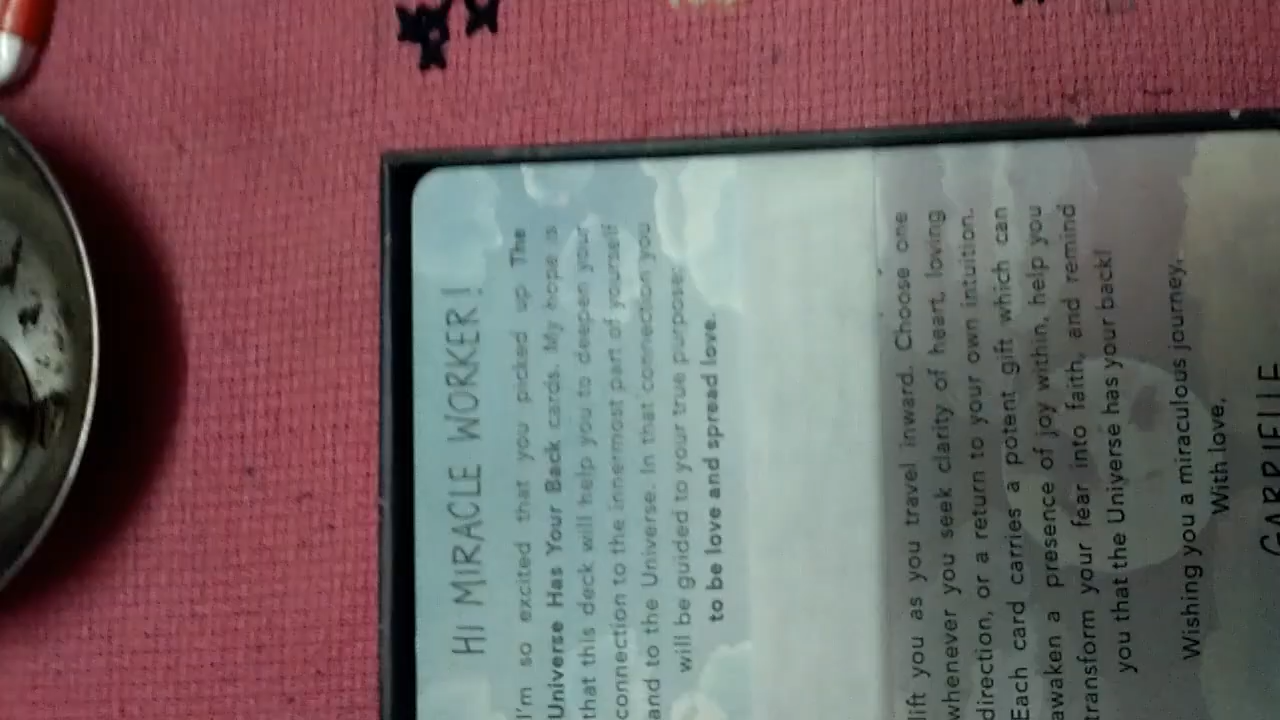 HI MIRACLE WORKER!
I'm so excited that you picked up The
Universe Has Your Back cards. My hope is
that this deck will help you to deepen your
connection to the innermost part of yourself
and to the Universe. In that connection you
will be guided to your true purpose:
to be love and spread love.
lift you as you travel inward. Choose one
whenever you seek clarity of heart, loving
direction, or a return to your own intuition.
Each card carries a potent gift which can
awaken a presence of joy within, help you
transform your fear into faith, and remind
you that the Universe has your back!
Wishing you a miraculous journey.
With love,
GABRIELLE